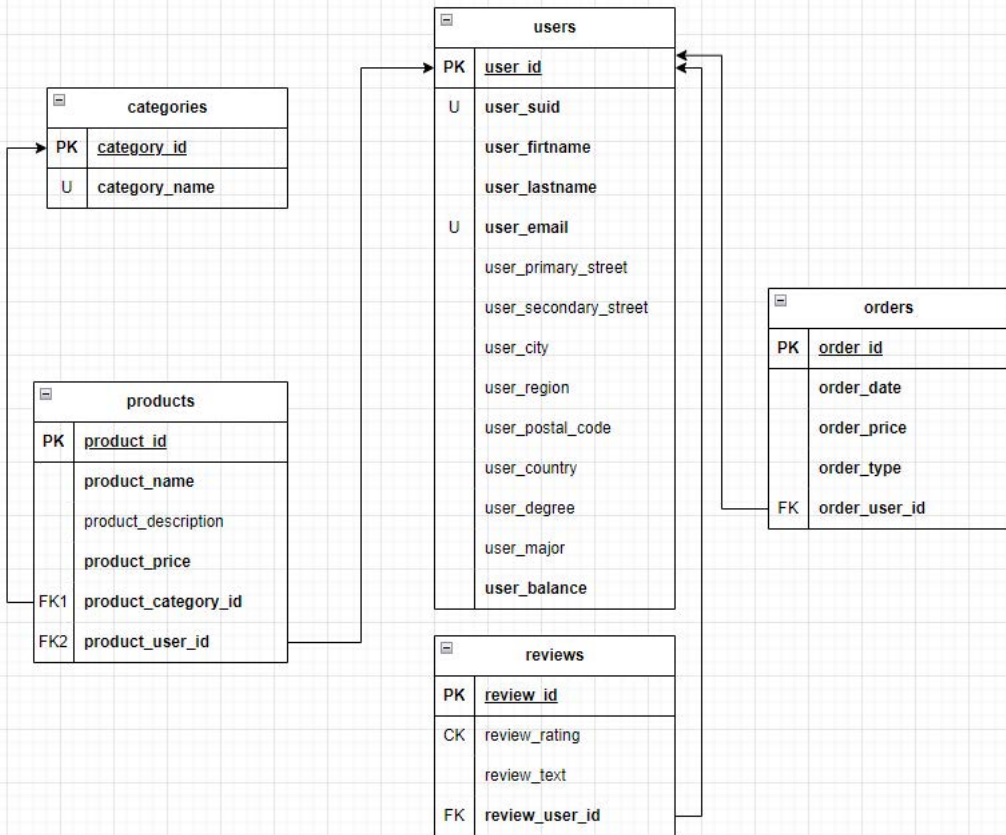 users
PK user_id
U user_suid
user_firtname
user_lastname
U user_email
user_primary_street
user_secondary_street
user_city
user_region
user_postal_code
user_country
user_degree
user_major
user_balance
categories
PK category_id
U category_name
products
PK product_id
product_name
product_description
product_price
FK1 product_category_id
FK2 product_user_id
orders
PK order_id
order_date
order_price
order_type
FK order_user_id
reviews
PK review_id
CK review_rating
review_text
FK review_user_id